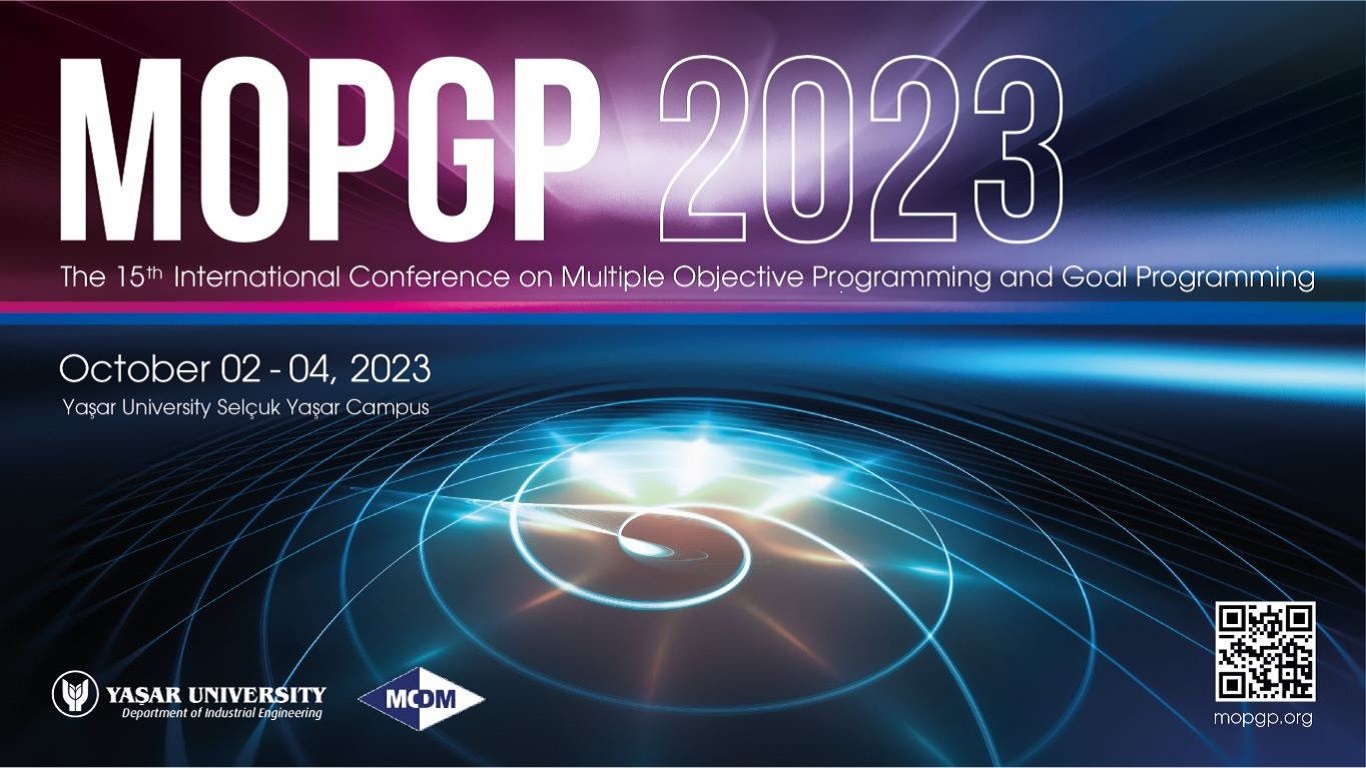 MOPGP 2023
The 15th International Conference on Multiple Objective Programming and Goal Programming
October 02 - 04, 2023
Yaşar University Selçuk Yaşar Campus
YAŞAR UNIVERSITY
Department of Industrial Engineering
MCDM
mopgp.org